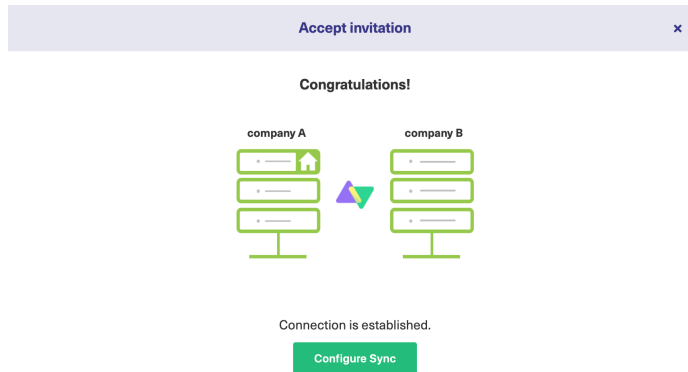 Accept invitation ×
Congratulations!
company A company B
Connection is established.
Configure Sync